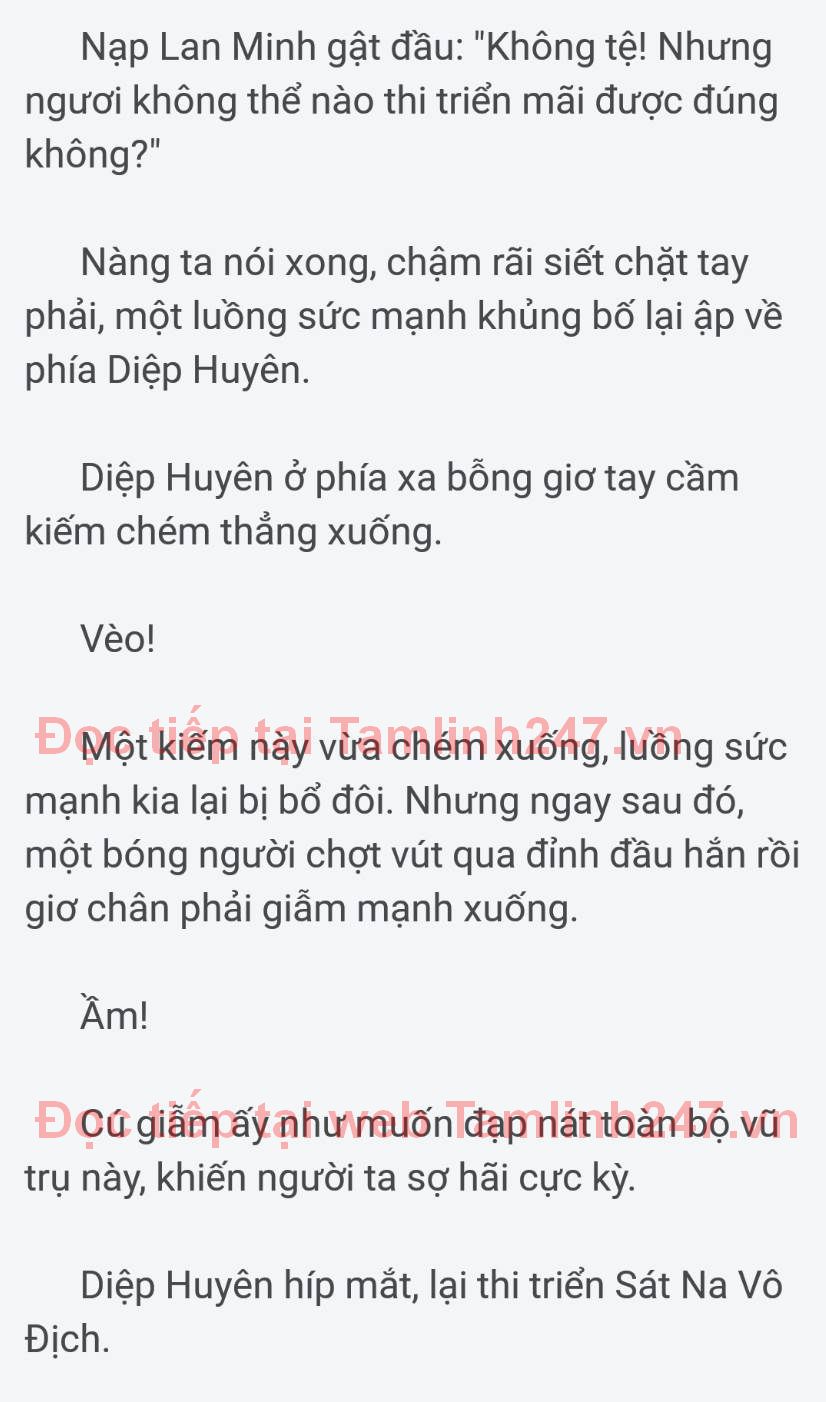 Nạp Lan Minh gật đầu: "Không tệ! Nhưng
ngươi không thể nào thi triển mãi được đúng
không?"
Nàng ta nói xong, chậm rãi siết chặt tay
phải, một luồng sức mạnh khủng bố lại ập về
phía Diệp Huyên.
Diệp Huyên ở phía xa bỗng giơ tay cầm
kiếm chém thẳng xuống.
Vèo!
Đọc tiếp tại Tamlinh247.vn
Một kiếm này vừa chém xuống, luồng sức
mạnh kia lại bị bổ đôi. Nhưng ngay sau đó,
một bóng người chợt vút qua đỉnh đầu hắn rồi
giơ chân phải giẫm mạnh xuống.
Ầm!
Đọc tiếp tại web Tamlinh247.vn
Cú giẫm ấy như muốn đạp nát toàn bộ vũ
trụ này, khiến người ta sợ hãi cực kỳ.
Diệp Huyên híp mắt, lại thi triển Sát Na Vô
Địch.